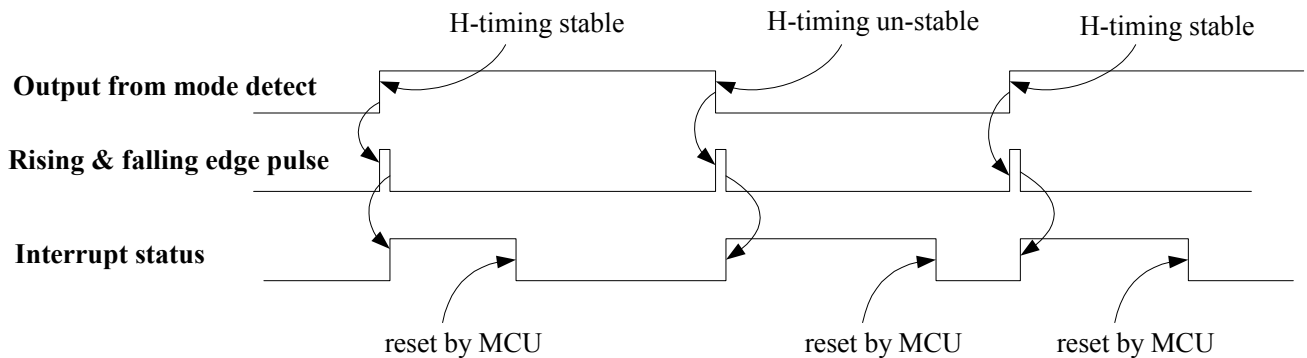 H-timing stable
H-timing un-stable
H-timing stable
Output from mode detect
Rising & falling edge pulse
Interrupt status
reset by MCU
reset by MCU
reset by MCU